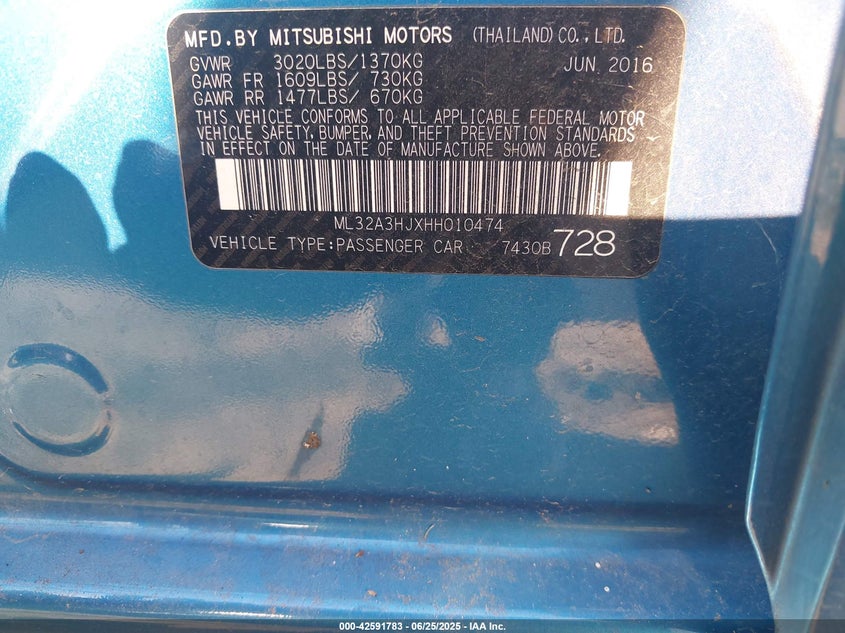 MFD.BY MITSUBISHI MOTORS (THAILAND) CO., LTD.
GVWR 3020LBS/1370KG JUN 2016
GAWR FR 1609LBS/ 730KG
GAWR RR 1477LBS/ 670KG
THIS VEHICLE CONFORMS TO ALL APPLICABLE FEDERAL MOTOR
VEHICLE SAFETY, BUMPER, AND THEFT PREVENTION STANDARDS
IN EFFECT ON THE DATE OF MANUFACTURE SHOWN ABOVE.
ML32A3HJXHH010474
VEHICLE TYPE:PASSENGER CAR 7430B 728
000-42591783 - 06/25/2025 - IAA Inc.